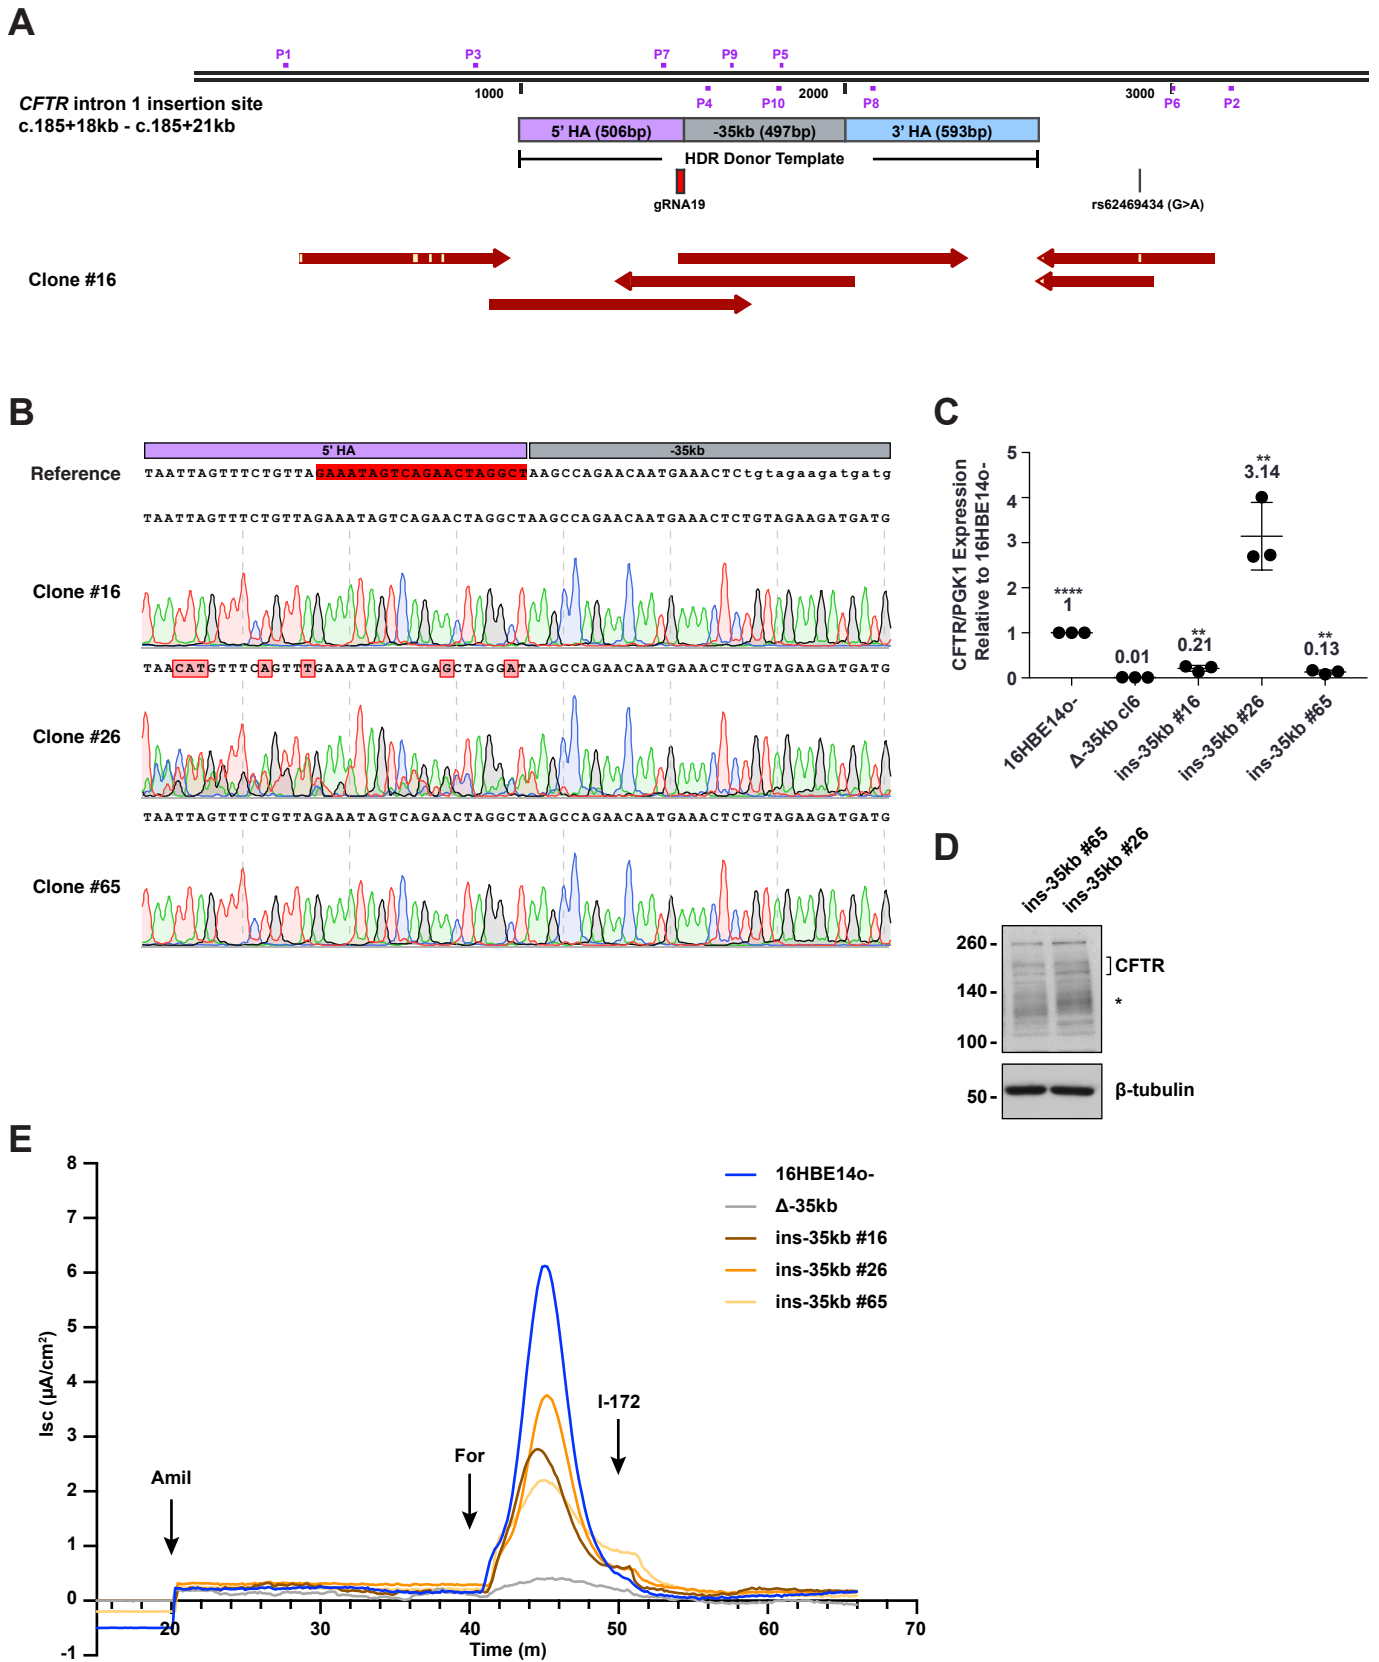 A
P1 P3 P7 P9 P5
1000 2000 3000
P4 P10 P8 P6 P2
CFTR intron 1 insertion site
c.185+18kb - c.185+21kb
5' HA (506bp) -35kb (497bp) 3' HA (593bp)
HDR Donor Template
gRNA19
rs62469434 (G>A)
Clone #16
B
5' HA -35kb
Reference TAATTAGTTTCTGTTAGAAATAGTCAGAACTAGGCTAAGCCAGAACAATGAAACTCtgtagaagatgatg
TAATTAGTTTCTGTTAGAAATAGTCAGAACTAGGCTAAGCCAGAACAATGAAACTCTGTAGAAGATGATG
Clone #16
TAACATGTTTCAGTTTGAAATAGTCAGAGCTAGGATAAGCCAGAACAATGAAACTCTGTAGAAGATGATG
Clone #26
TAATTAGTTTCTGTTAGAAATAGTCAGAACTAGGCTAAGCCAGAACAATGAAACTCTGTAGAAGATGATG
Clone #65
C
CFTR/PGK1 Expression
Relative to 16HBE14o-
5
4
3
2
1
0
****
1
0.01
**
0.21
**
3.14
**
0.13
16HBE14o-
Δ-35kb cl6
ins-35kb #16
ins-35kb #26
ins-35kb #65
D
ins-35kb #65
ins-35kb #26
260
140
100
CFTR
*
50
β-tubulin
E
Isc (µA/cm²)
8
7
6
5
4
3
2
1
0
-1
20 30 40 50 60 70
Time (m)
Amil
For
I-172
16HBE14o-
Δ-35kb
ins-35kb #16
ins-35kb #26
ins-35kb #65